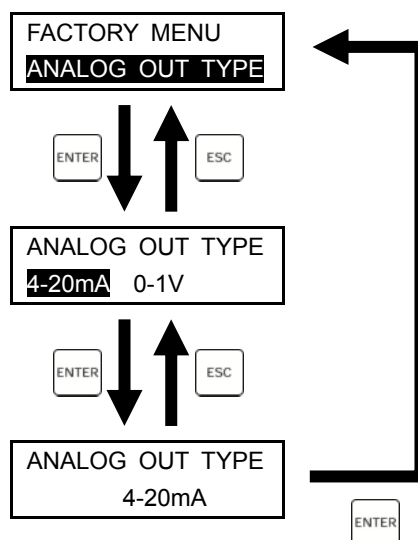 FACTORY MENU
ANALOG OUT TYPE
ENTER
ESC
ANALOG OUT TYPE
4-20mA 0-1V
ENTER
ESC
ANALOG OUT TYPE
4-20mA
ENTER